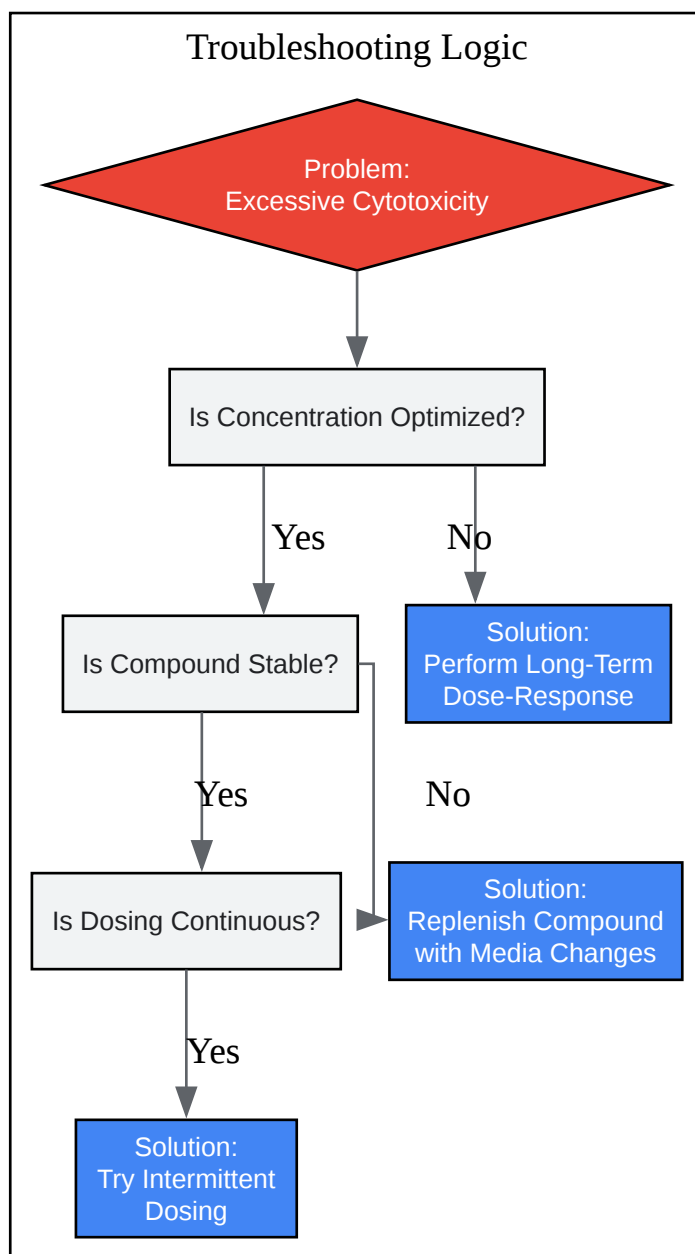 Troubleshooting Logic
Problem:
Excessive Cytotoxicity
Is Concentration Optimized?
Yes
No
Is Compound Stable?
Solution:
Perform Long-Term
Dose-Response
Yes
No
Is Dosing Continuous?
Solution:
Replenish Compound
with Media Changes
Yes
Solution:
Try Intermittent
Dosing